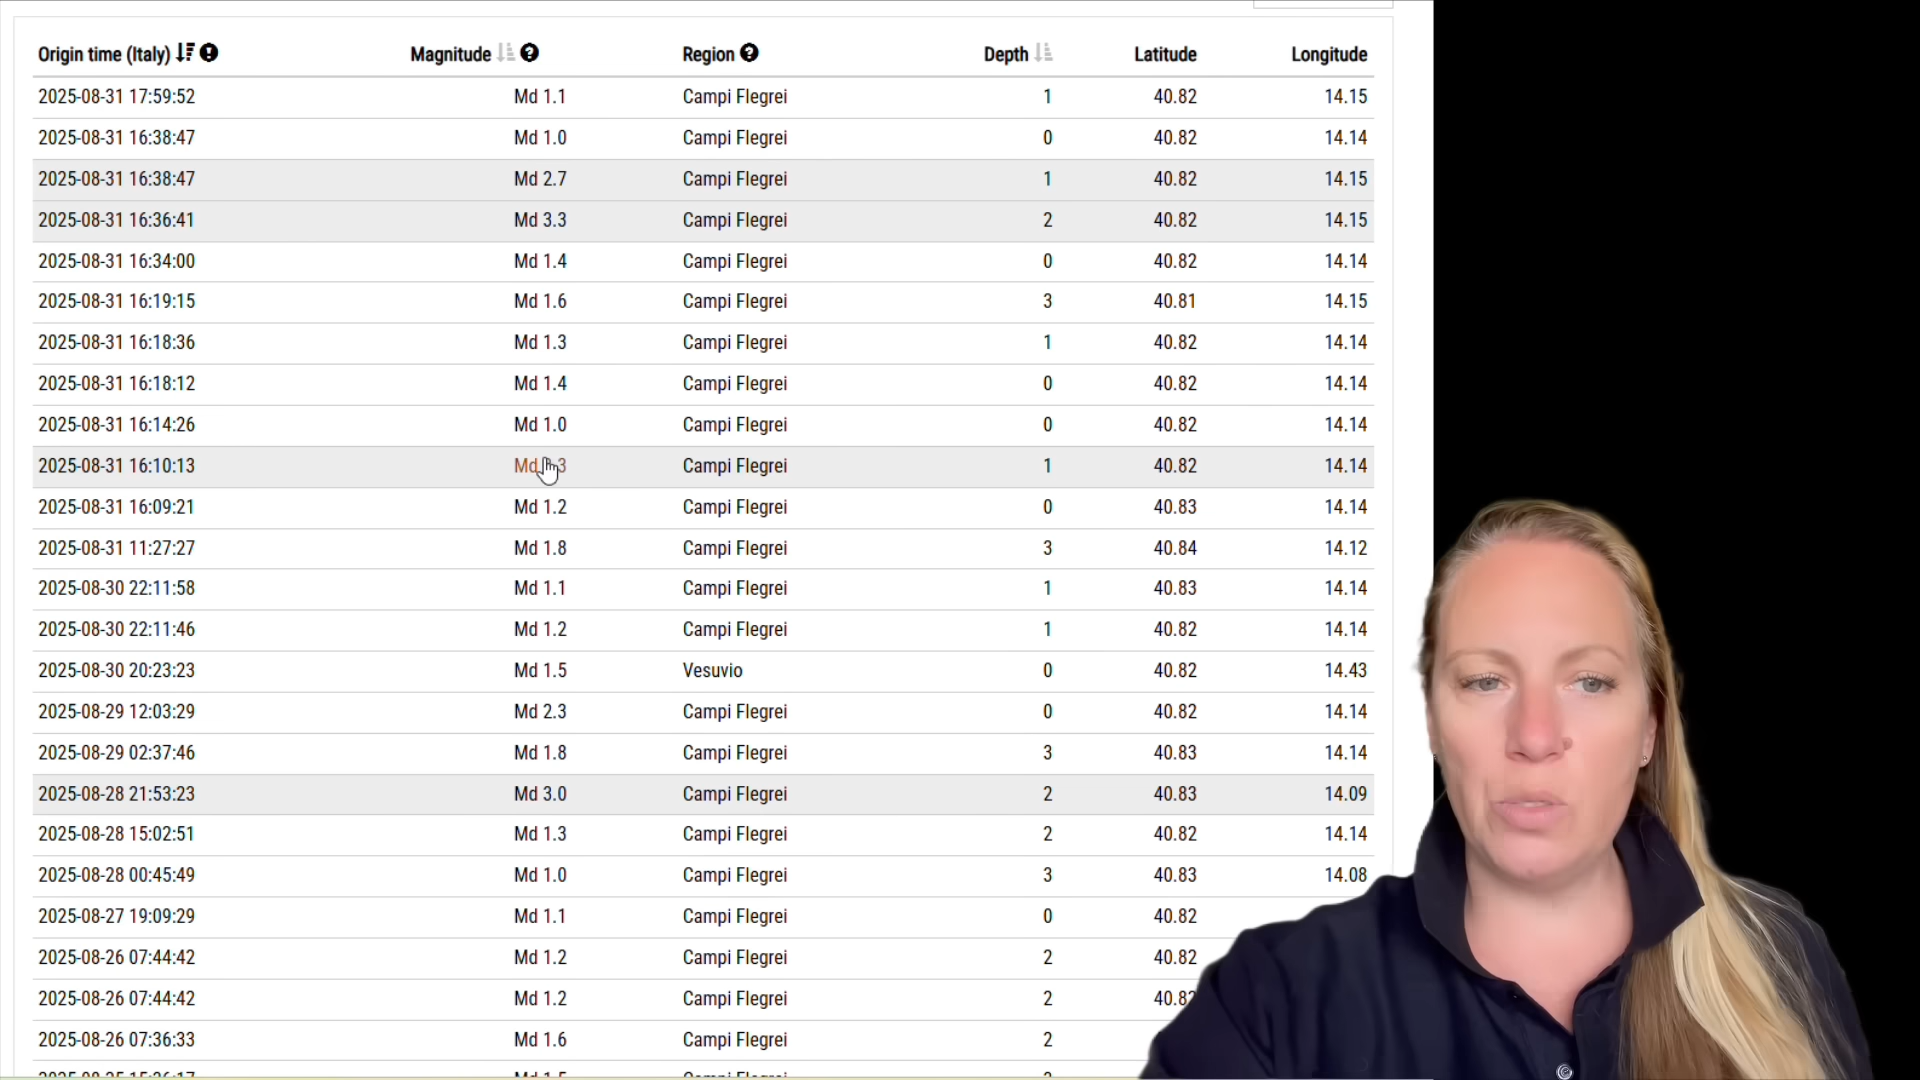 Origin time (Italy) Magnitude Region Depth Latitude Longitude
2025-08-31 17:59:52 Md 1.1 Campi Flegrei 1 40.82 14.15
2025-08-31 16:38:47 Md 1.0 Campi Flegrei 0 40.82 14.14
2025-08-31 16:38:47 Md 2.7 Campi Flegrei 1 40.82 14.15
2025-08-31 16:36:41 Md 3.3 Campi Flegrei 2 40.82 14.15
2025-08-31 16:34:00 Md 1.4 Campi Flegrei 0 40.82 14.14
2025-08-31 16:19:15 Md 1.6 Campi Flegrei 3 40.81 14.15
2025-08-31 16:18:36 Md 1.3 Campi Flegrei 1 40.82 14.14
2025-08-31 16:18:12 Md 1.4 Campi Flegrei 0 40.82 14.14
2025-08-31 16:14:26 Md 1.0 Campi Flegrei 0 40.82 14.14
2025-08-31 16:10:13 Md Campi Flegrei 1 40.82 14.14
2025-08-31 16:09:21 Md 1.2 Campi Flegrei 0 40.83 14.14
2025-08-31 11:27:27 Md 1.8 Campi Flegrei 3 40.84 14.12
2025-08-30 22:11:58 Md 1.1 Campi Flegrei 1 40.83 14.14
2025-08-30 22:11:46 Md 1.2 Campi Flegrei 1 40.82 14.14
2025-08-30 20:23:23 Md 1.5 Vesuvio 0 40.82 14.43
2025-08-29 12:03:29 Md 2.3 Campi Flegrei 0 40.82 14.14
2025-08-29 02:37:46 Md 1.8 Campi Flegrei 3 40.83 14.14
2025-08-28 21:53:23 Md 3.0 Campi Flegrei 2 40.83 14.09
2025-08-28 15:02:51 Md 1.3 Campi Flegrei 2 40.82 14.14
2025-08-28 00:45:49 Md 1.0 Campi Flegrei 3 40.83 14.08
2025-08-27 19:09:29 Md 1.1 Campi Flegrei 0 40.82
2025-08-26 07:44:42 Md 1.2 Campi Flegrei 2 40.82
2025-08-26 07:44:42 Md 1.2 Campi Flegrei 2 40.82
2025-08-26 07:36:33 Md 1.6 Campi Flegrei 2